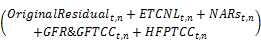 (OriginalResidual_{t,n} + ETCNL_{t,n} + NARs_{t,n}
+GFR&GFTCC_{t,n} + HFPTCC_{t,n})